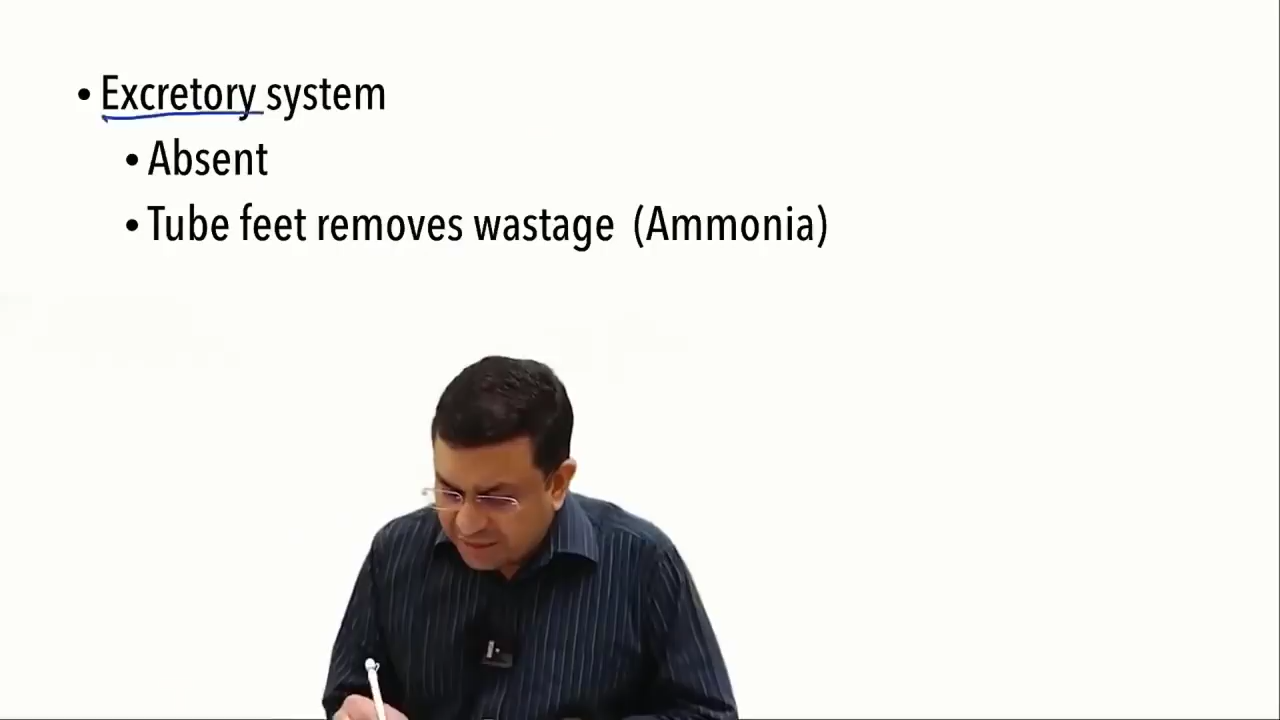 • Excretory system
• Absent
• Tube feet removes wastage (Ammonia)